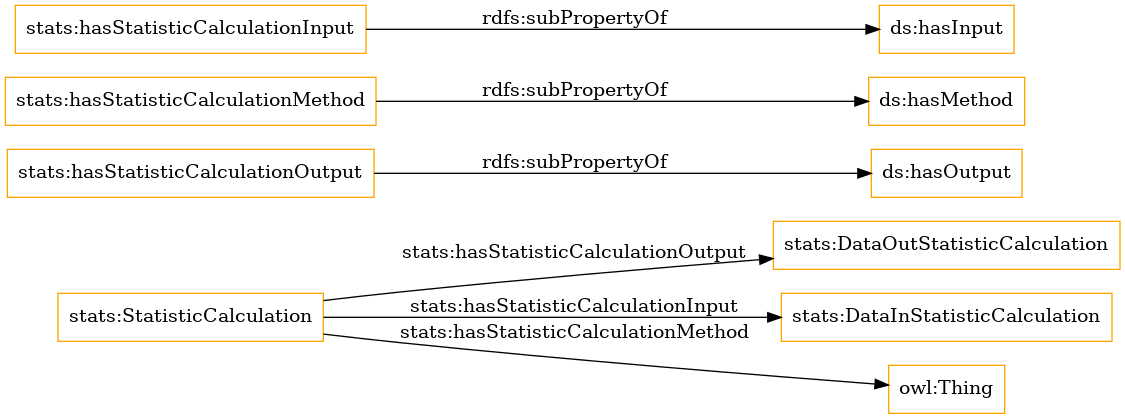 stats:hasStatisticCalculationInput
rdfs:subPropertyOf
ds:hasInput
stats:hasStatisticCalculationMethod
rdfs:subPropertyOf
ds:hasMethod
stats:hasStatisticCalculationOutput
rdfs:subPropertyOf
ds:hasOutput
stats:StatisticCalculation
stats:hasStatisticCalculationOutput
stats:DataOutStatisticCalculation
stats:hasStatisticCalculationInput
stats:DataInStatisticCalculation
stats:hasStatisticCalculationMethod
owl:Thing